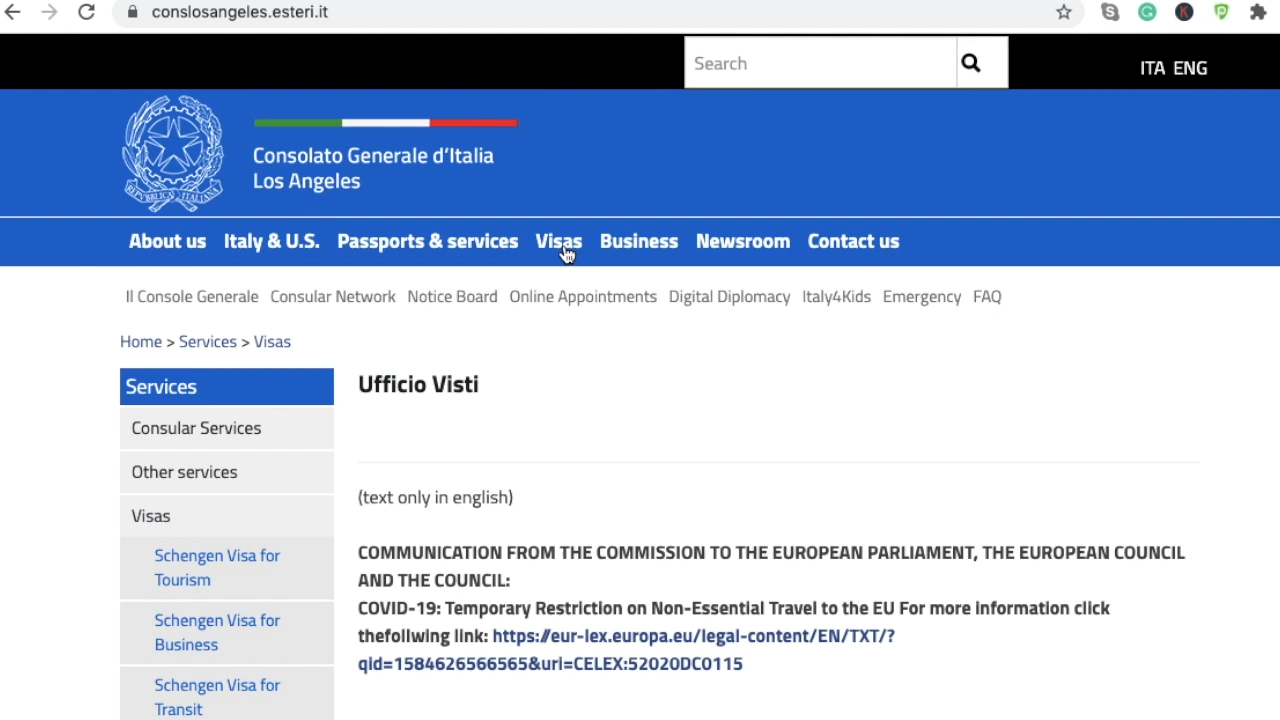 conslosangeles.esteri.it
Search
ITA ENG
REPVBBLICA ITALIANA
Consolato Generale d'Italia
Los Angeles
About us Italy & U.S. Passports & services Visas Business Newsroom Contact us
Il Console Generale Consular Network Notice Board Online Appointments Digital Diplomacy Italy4Kids Emergency FAQ
Home > Services > Visas
Services
Consular Services
Other services
Visas
Schengen Visa for
Tourism
Schengen Visa for
Business
Schengen Visa for
Transit
Ufficio Visti
(text only in english)
COMMUNICATION FROM THE COMMISSION TO THE EUROPEAN PARLIAMENT, THE EUROPEAN COUNCIL
AND THE COUNCIL:
COVID-19: Temporary Restriction on Non-Essential Travel to the EU For more information click
thefollwing link: https://eur-lex.europa.eu/legal-content/EN/TXT/?
qid=1584626566565&uri=CELEX:52020DC0115